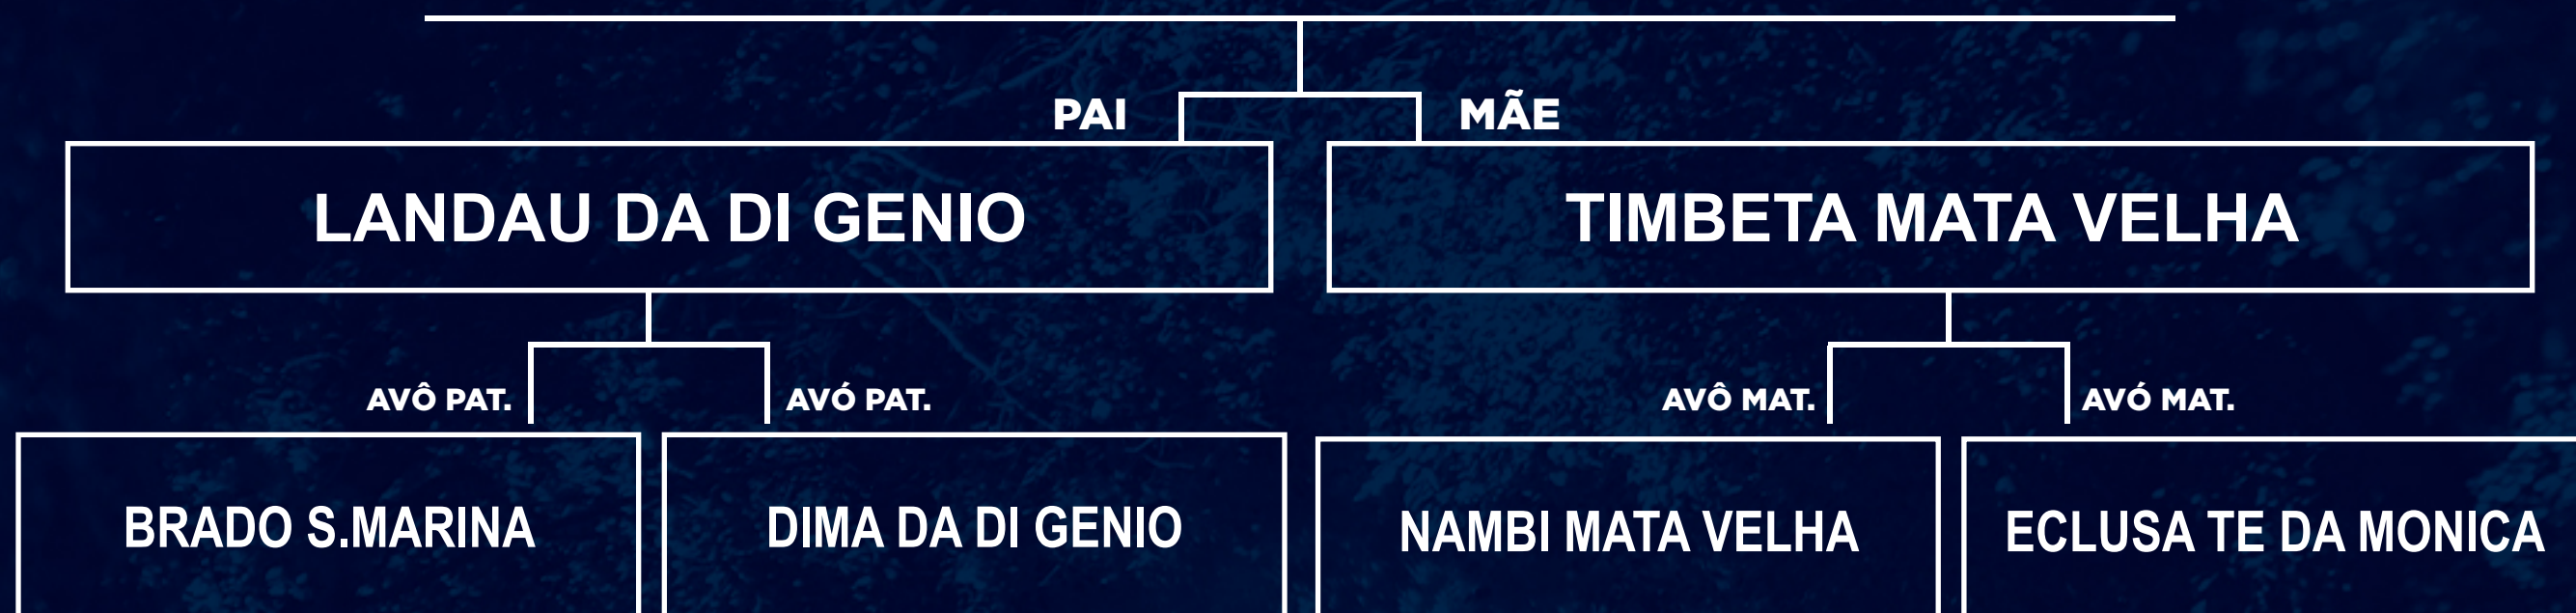 PAI MÃE
LANDAU DA DI GENIO TIMBETA MATA VELHA
AVÔ PAT. AVÓ PAT. AVÔ MAT. AVÓ MAT.
BRADO S.MARINA DIMA DA DI GENIO NAMBI MATA VELHA ECLUSA TE DA MONICA